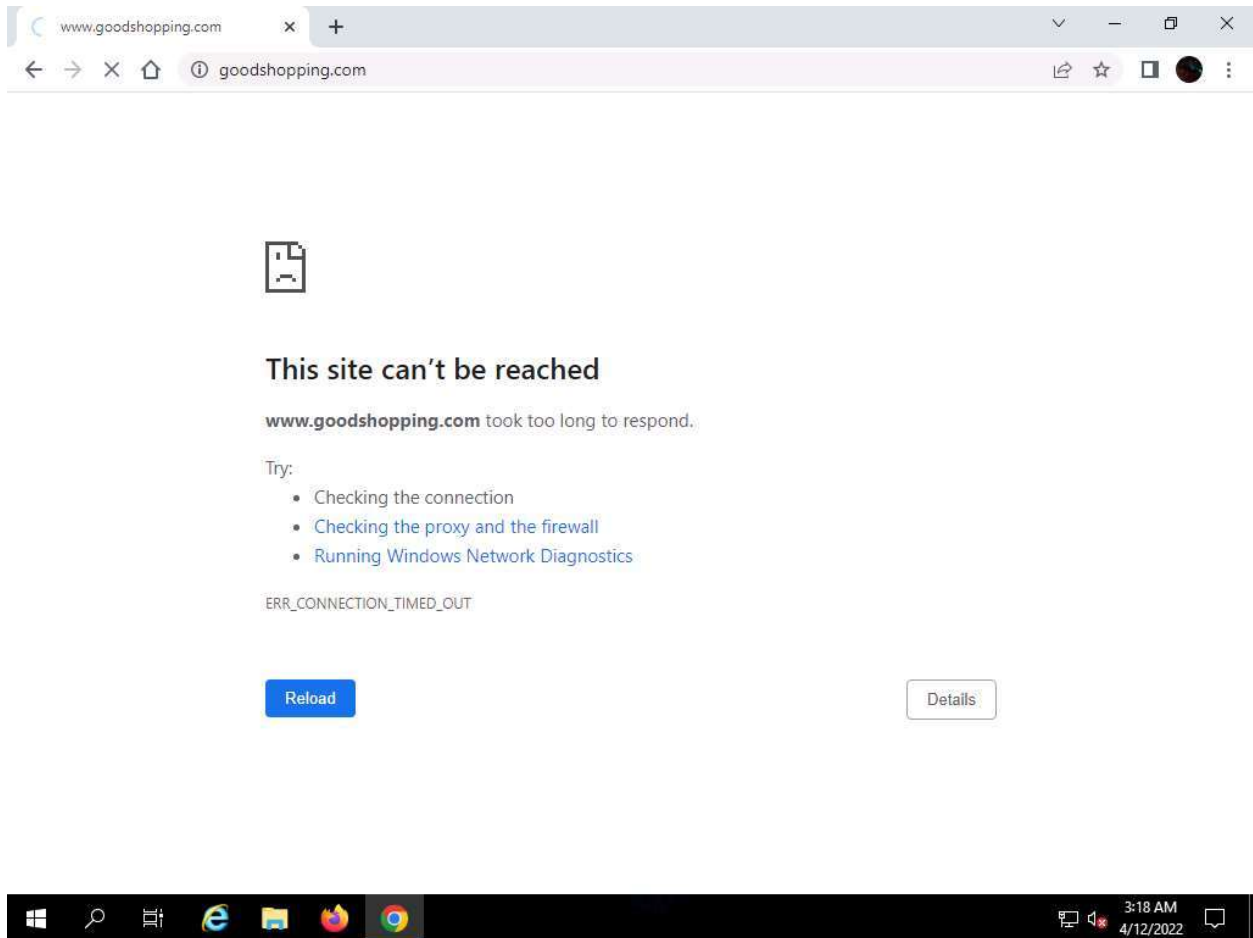 www.goodshopping.com
goodshopping.com
This site can't be reached
www.goodshopping.com took too long to respond.
Try:
Checking the connection
Checking the proxy and the firewall
Running Windows Network Diagnostics
ERR_CONNECTION_TIMED_OUT
Reload
Details
3:18 AM
4/12/2022